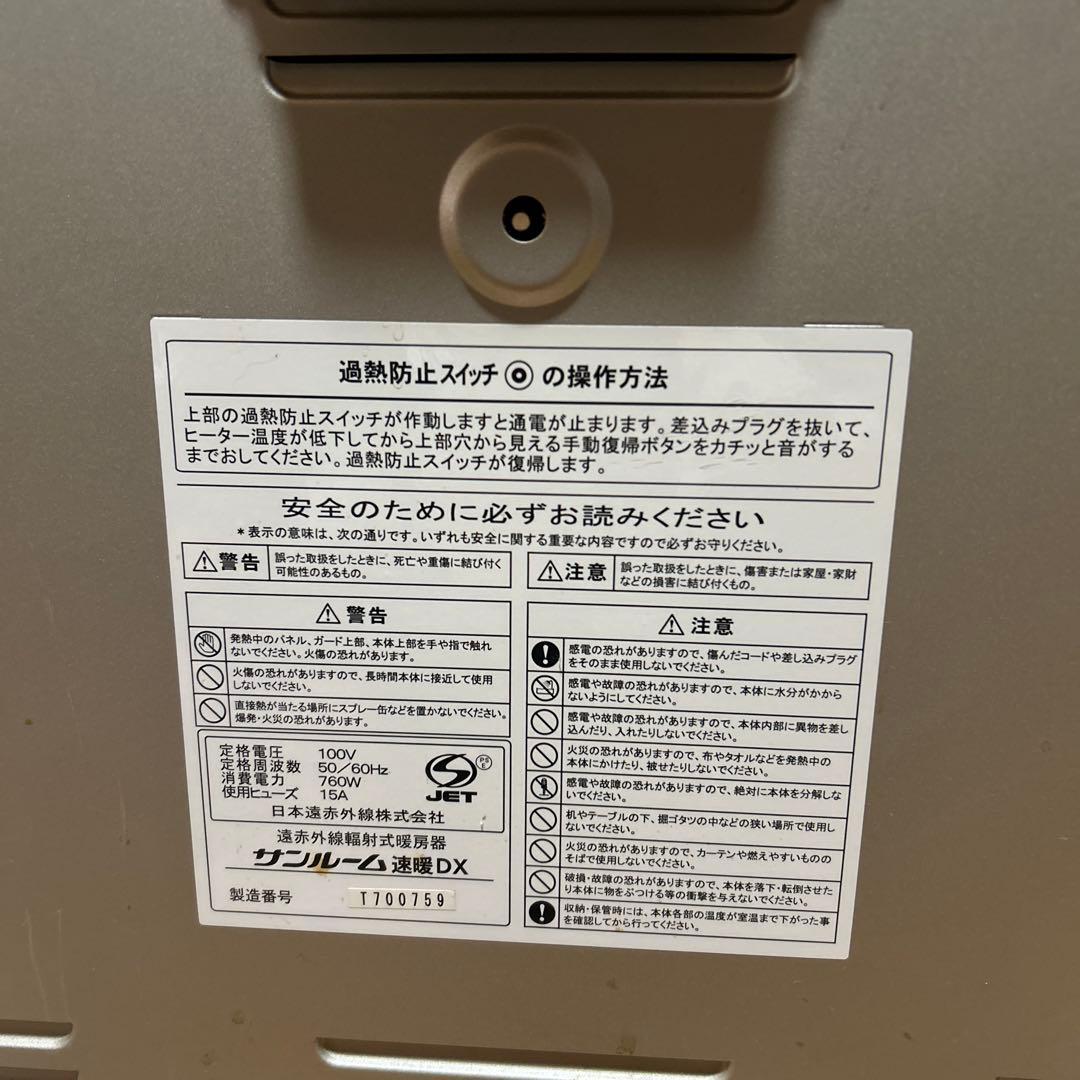 過熱防止スイッチ◎の操作方法
上部の過熱防止スイッチが作動しますと通電が止まります。差込みプラグを抜いて、
ヒーター温度が低下してから上部穴から見える手動復帰ボタンをカチッと音がする
までおしてください。過熱防止スイッチが復帰します。
安全のために必ずお読みください
*表示の意味は、次の通りです。いずれも安全に関する重要な内容ですので必ずお守りください。
⚠警告
誤った取扱をしたときに、死亡や重傷に結び付く
可能性のあるもの。
⚠注意
誤った取扱をしたときに、傷害または家屋・家財
などの損害に結び付くもの。
⚠ 警告
発熱中のパネル、ガード上部、本体上部を手や指で触れ
ないでください。火傷の恐れがあります。
火傷の恐れがありますので、長時間本体に接近して使用
しないでください。
直接熱が当たる場所にスプレー缶などを置かないでください。
爆発・火災の恐れがあります。
定格電圧 100V
定格周波数 50/60Hz
消費電力 760W
使用ヒューズ 15A
PSE
JET
日本遠赤外線株式会社
遠赤外線輻射式暖房器
サンルーム 速暖DX
製造番号 T700759
⚠ 注意
感電の恐れがありますので、傷んだコードや差し込みプラグ
をそのまま使用しないでください。
感電や故障の恐れがありますので、本体に水分がかから
ないようにしてください。
感電や故障の恐れがありますので、本体内部に異物を差し
込んだり、入れたりしないでください。
火災の恐れがありますので、布やタオルなどを発熱中の
本体にかけたり、被せたりしないでください。
感電や故障の恐れがありますので、絶対に本体を分解しな
いでください。
机やテーブルの下、掘ゴタツの中などの狭い場所で使用し
ないでください。
火災の恐れがありますので、カーテンや燃えやすいものの
そばで使用しないでください。
破損・故障の恐れがありますので、本体を落下・転倒させた
り本体に物をぶつける等の衝撃を与えないでください。
収納・保管時には、本体各部の温度が室温まで下がった事
を確認してから行ってください。